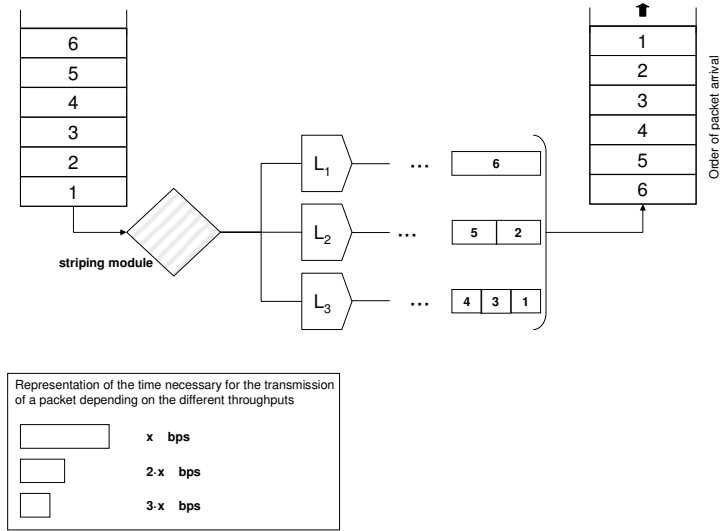 6
5
4
3
2
1
striping module
L1
...
6
L2
...
5 2
L3
...
4 3 1
1
2
3
4
5
6
Order of packet arrival
Representation of the time necessary for the transmission
of a packet depending on the different throughputs
x bps
2·x bps
3·x bps